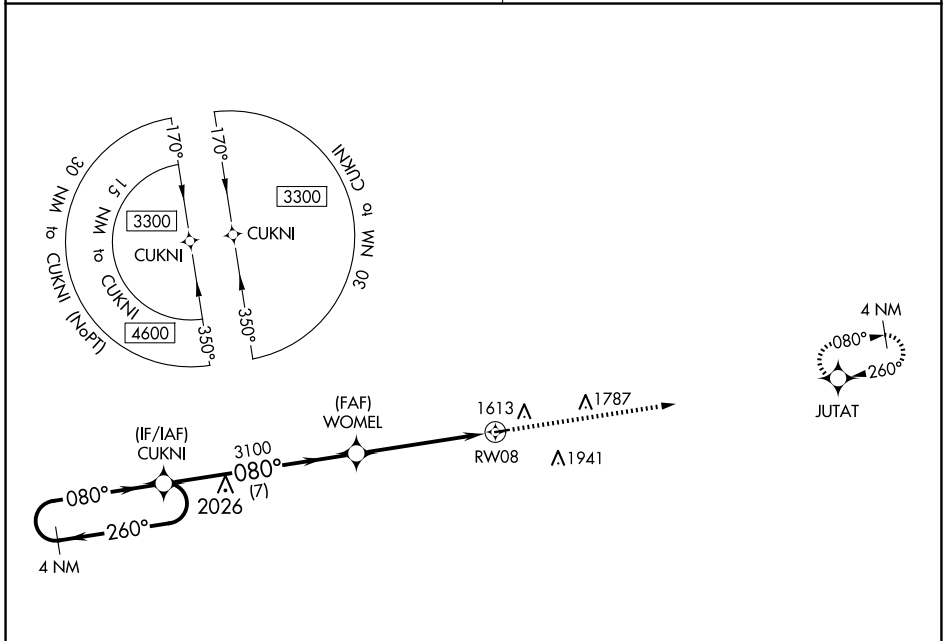 170°
30 NM to CUKNI (NoPT)
15 NM to CUKNI
3300
CUKNI
4600
350°
170°
30 NM to CUKNI
3300
CUKNI
350°
4 NM
080°
260°
JUTAT
(IF/IAF)
CUKNI
3100
080°
(7)
2026
(FAF)
WOMEL
1613
1787
RW08
1941
080°
260°
4 NM